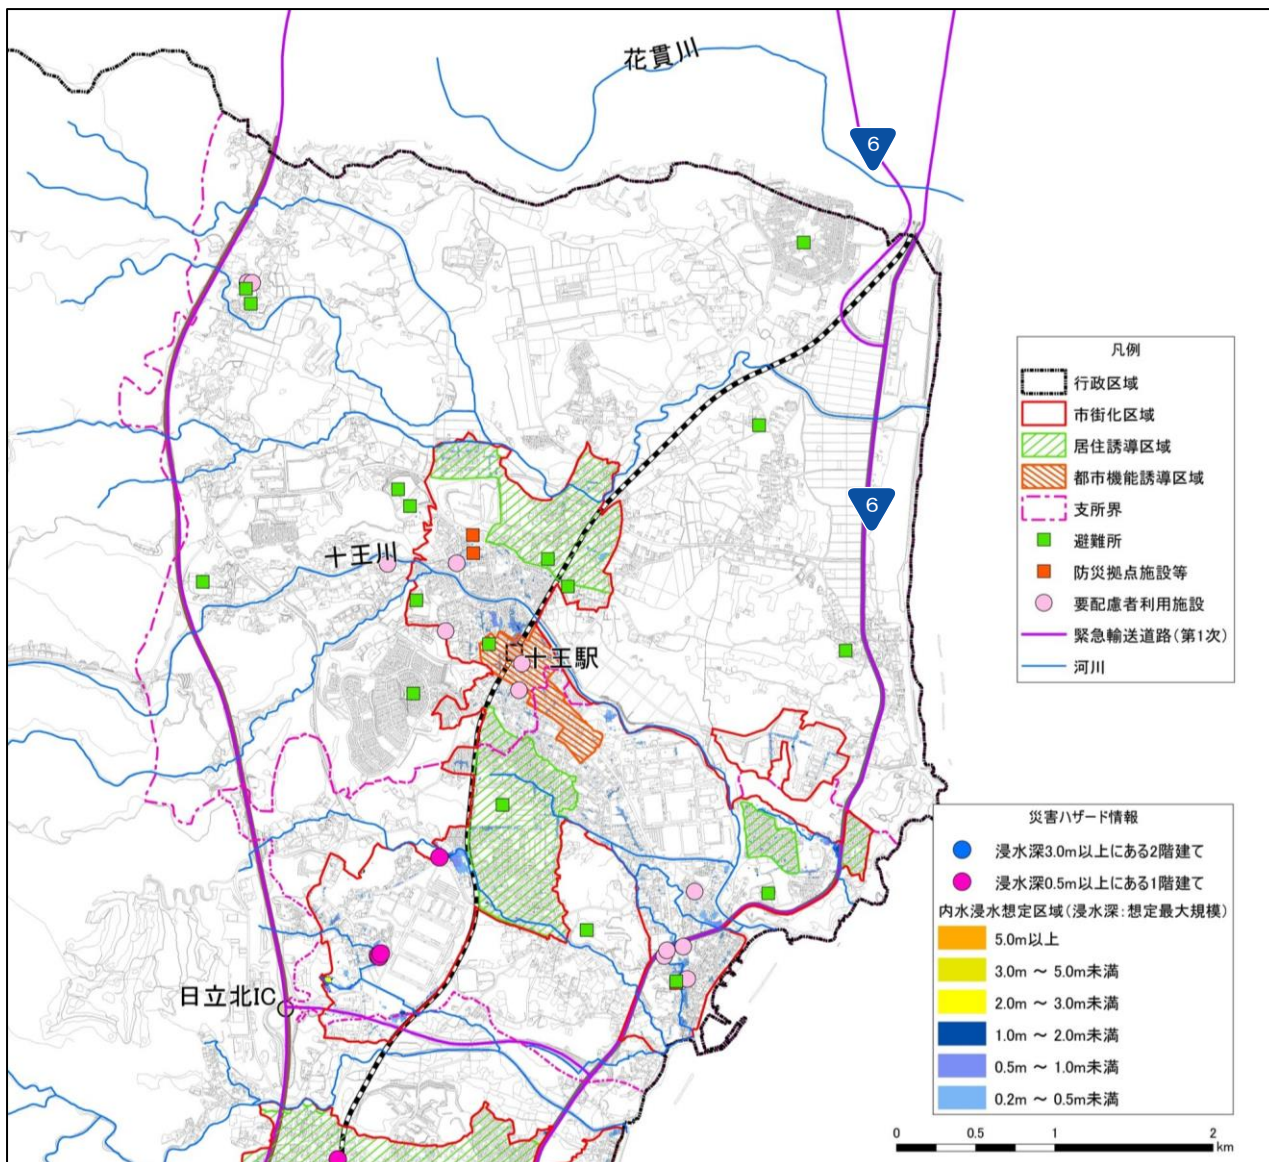 花貫川
6
6
十王川
十王駅
日立北IC
凡例
行政区域
市街化区域
居住誘導区域
都市機能誘導区域
支所界
避難所
防災拠点施設等
要配慮者利用施設
緊急輸送道路(第1次)
河川
災害ハザード情報
浸水深3.0m以上にある2階建て
浸水深0.5m以上にある1階建て
内水浸水想定区域(浸水深:想定最大規模)
5.0m以上
3.0m ~ 5.0m未満
2.0m ~ 3.0m未満
1.0m ~ 2.0m未満
0.5m ~ 1.0m未満
0.2m ~ 0.5m未満
0 0.5 1 2
km